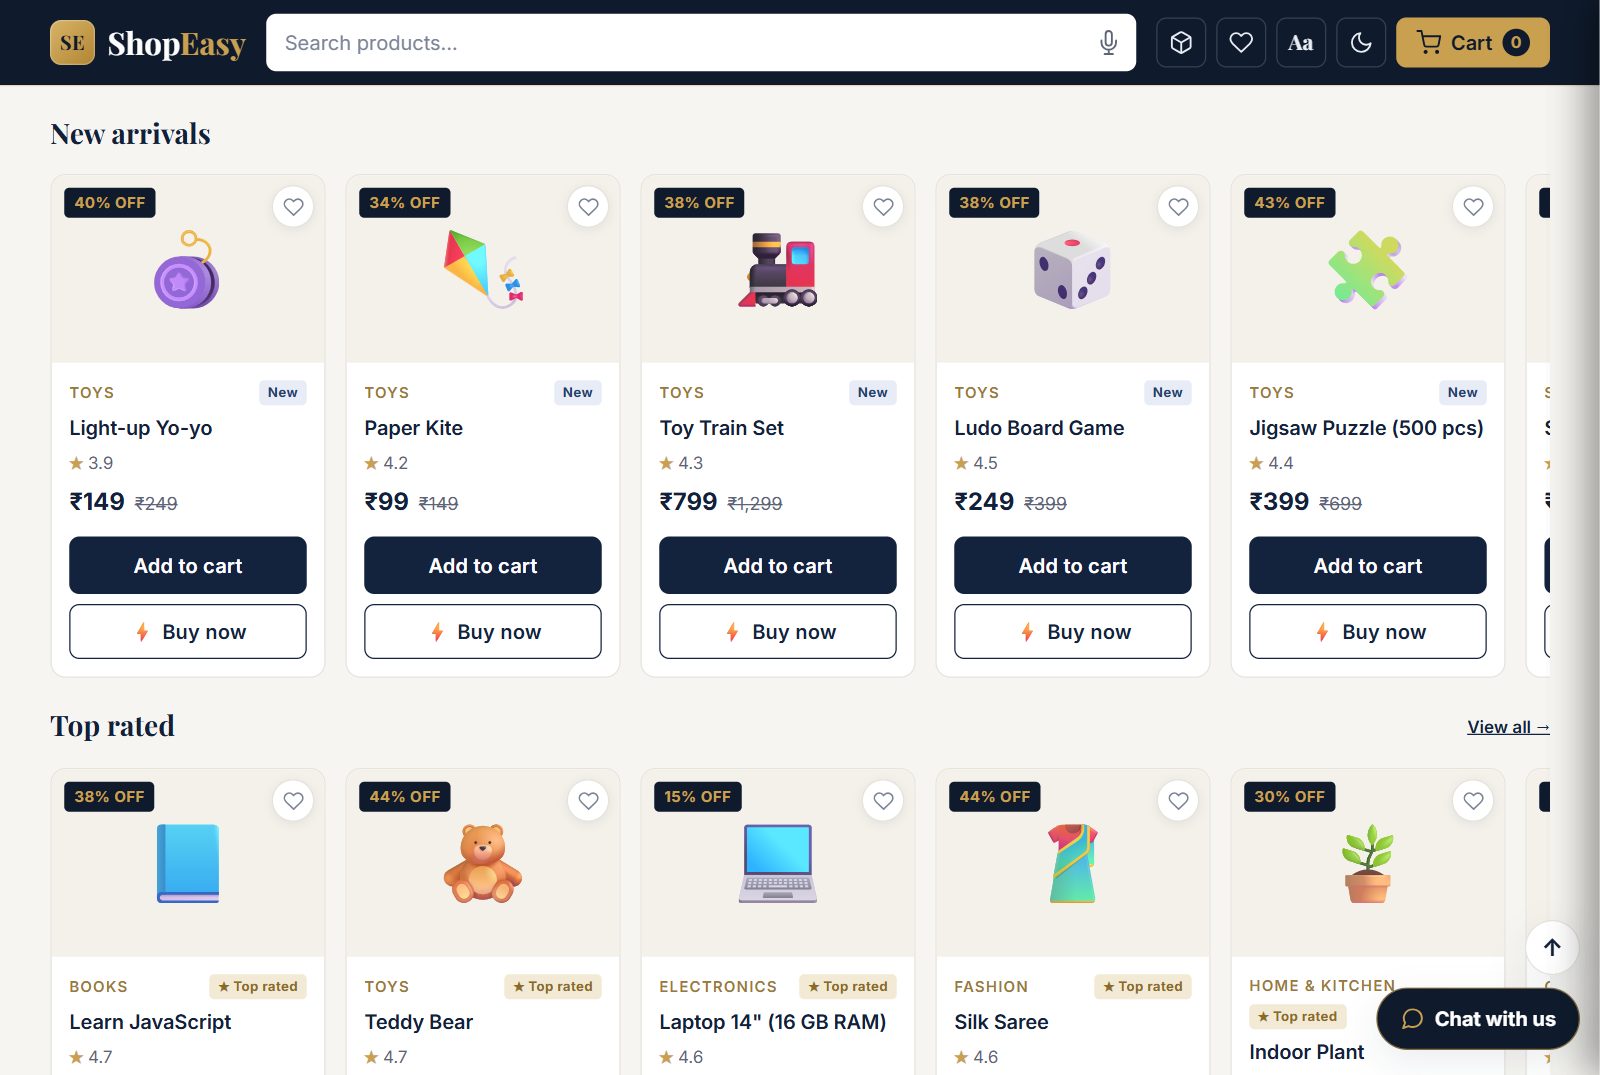 SE ShopEasy Search products... Aa Cart 0
New arrivals
40% OFF 34% OFF 38% OFF 38% OFF 43% OFF
TOYS New TOYS New TOYS New TOYS New TOYS New
Light-up Yo-yo Paper Kite Toy Train Set Ludo Board Game Jigsaw Puzzle (500 pcs)
★ 3.9 ★ 4.2 ★ 4.3 ★ 4.5 ★ 4.4
₹149 ₹249 ₹99 ₹149 ₹799 ₹1,299 ₹249 ₹399 ₹399 ₹699
Add to cart Add to cart Add to cart Add to cart Add to cart
Buy now Buy now Buy now Buy now Buy now
Top rated View all →
38% OFF 44% OFF 15% OFF 44% OFF 30% OFF
BOOKS ★ Top rated TOYS ★ Top rated ELECTRONICS ★ Top rated FASHION ★ Top rated HOME & KITCHEN
★ Top rated
Chat with us
Learn JavaScript Teddy Bear Laptop 14" (16 GB RAM) Silk Saree Indoor Plant
★ 4.7 ★ 4.7 ★ 4.6 ★ 4.6